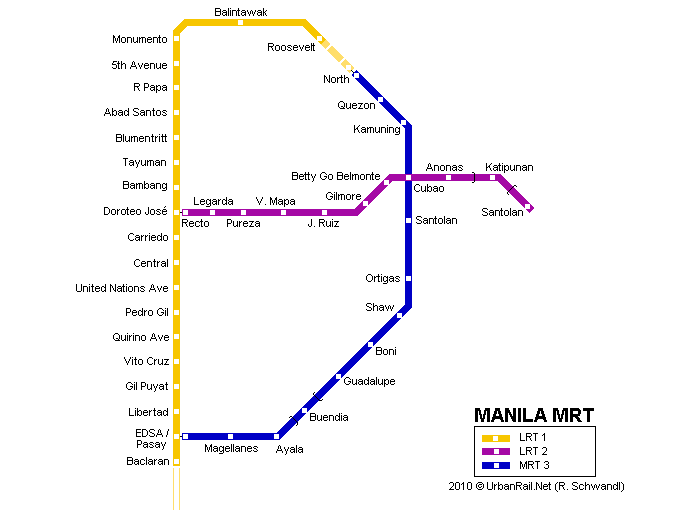 Balintawak
Monumento
Roosevelt
5th Avenue
North
R Papa
Quezon
Abad Santos
Kamuning
Blumentritt
Tayuman
Anonas
Katipunan
Betty Go Belmonte
Bambang
Cubao
Legarda
V. Mapa
Gilmore
Doroteo José
Santolan
Recto
Pureza
J. Ruiz
Santolan
Carriedo
Central
Ortigas
United Nations Ave
Shaw
Pedro Gil
Quirino Ave
Boni
Vito Cruz
Guadalupe
Gil Puyat
Libertad
Buendia
EDSA /
Pasay
Magellanes
Ayala
Baclaran
MANILA MRT
LRT 1
LRT 2
MRT 3
2010 © UrbanRail.Net (R. Schwandl)